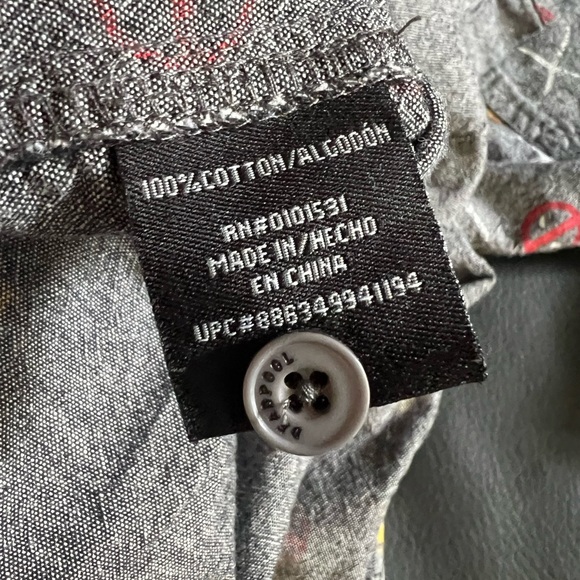 100% COTTON/ALGODÓN
RN#0101531
MADE IN/HECHO
EN CHINA
UPC#886349941194
DEADPOOL